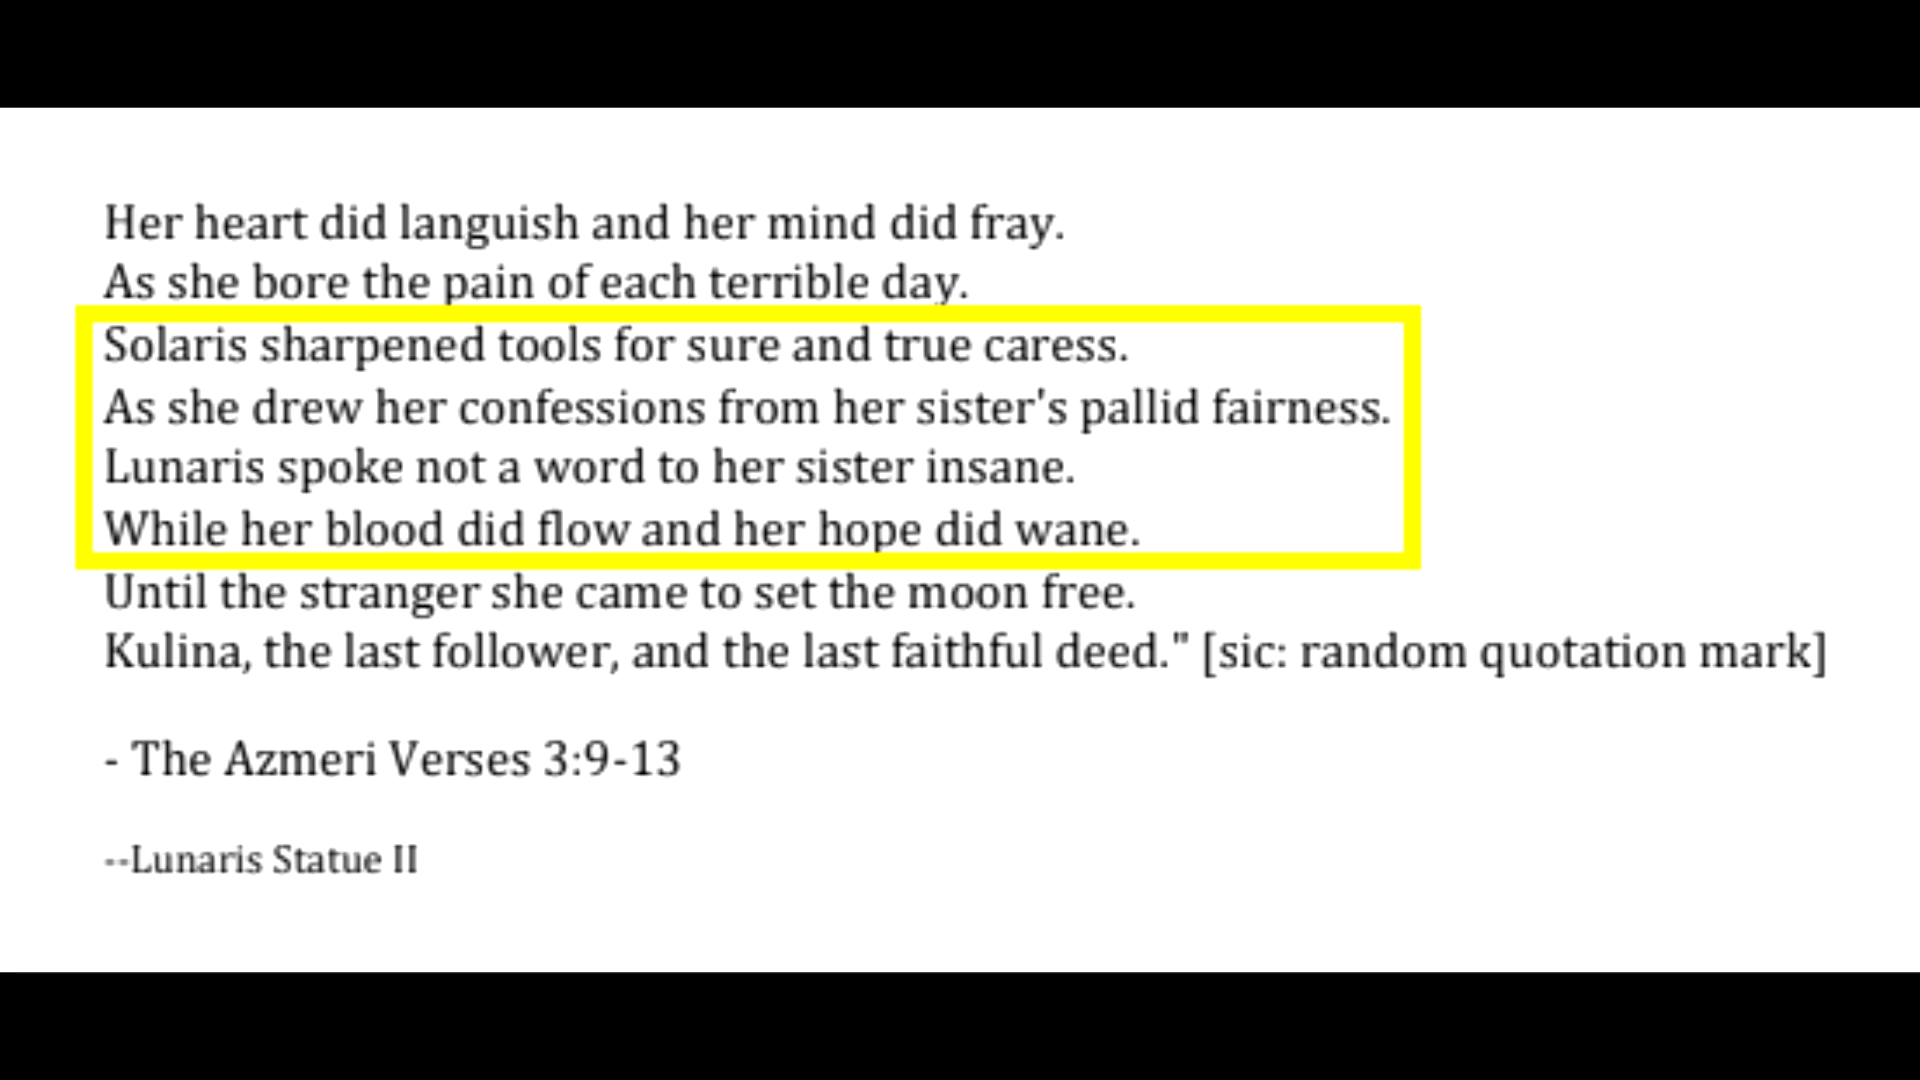 Her heart did languish and her mind did fray.
As she bore the pain of each terrible day.
Solaris sharpened tools for sure and true caress.
As she drew her confessions from her sister's pallid fairness.
Lunaris spoke not a word to her sister insane.
While her blood did flow and her hope did wane.
Until the stranger she came to set the moon free.
Kulina, the last follower, and the last faithful deed." [sic: random quotation mark]
- The Azmeri Verses 3:9-13
--Lunaris Statue II